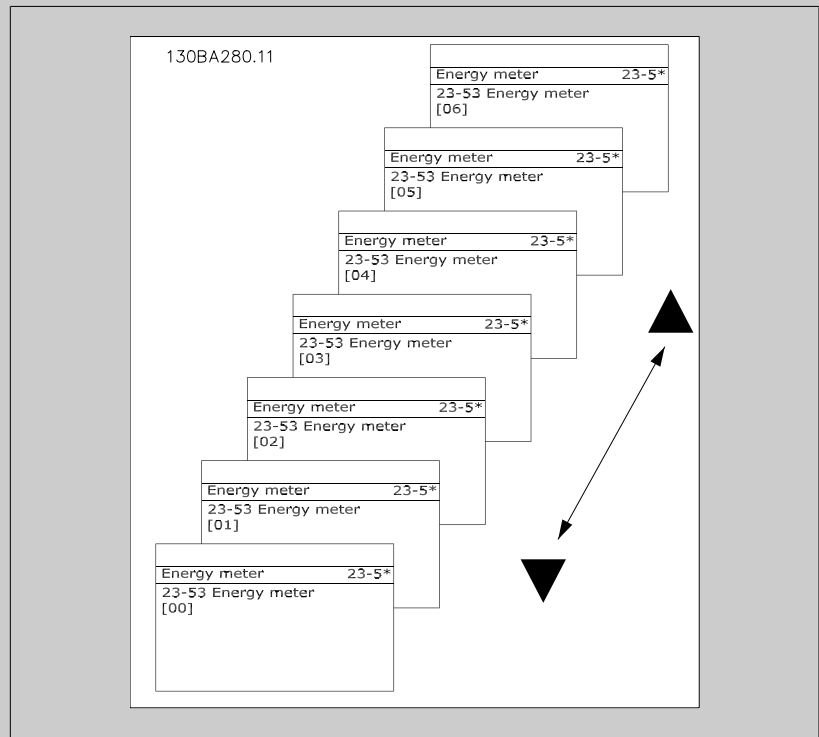 130BA280.11
Energy meter 23-5*
23-53 Energy meter
[06]
Energy meter 23-5*
23-53 Energy meter
[05]
Energy meter 23-5*
23-53 Energy meter
[04]
Energy meter 23-5*
23-53 Energy meter
[03]
Energy meter 23-5*
23-53 Energy meter
[02]
Energy meter 23-5*
23-53 Energy meter
[01]
Energy meter 23-5*
23-53 Energy meter
[00]